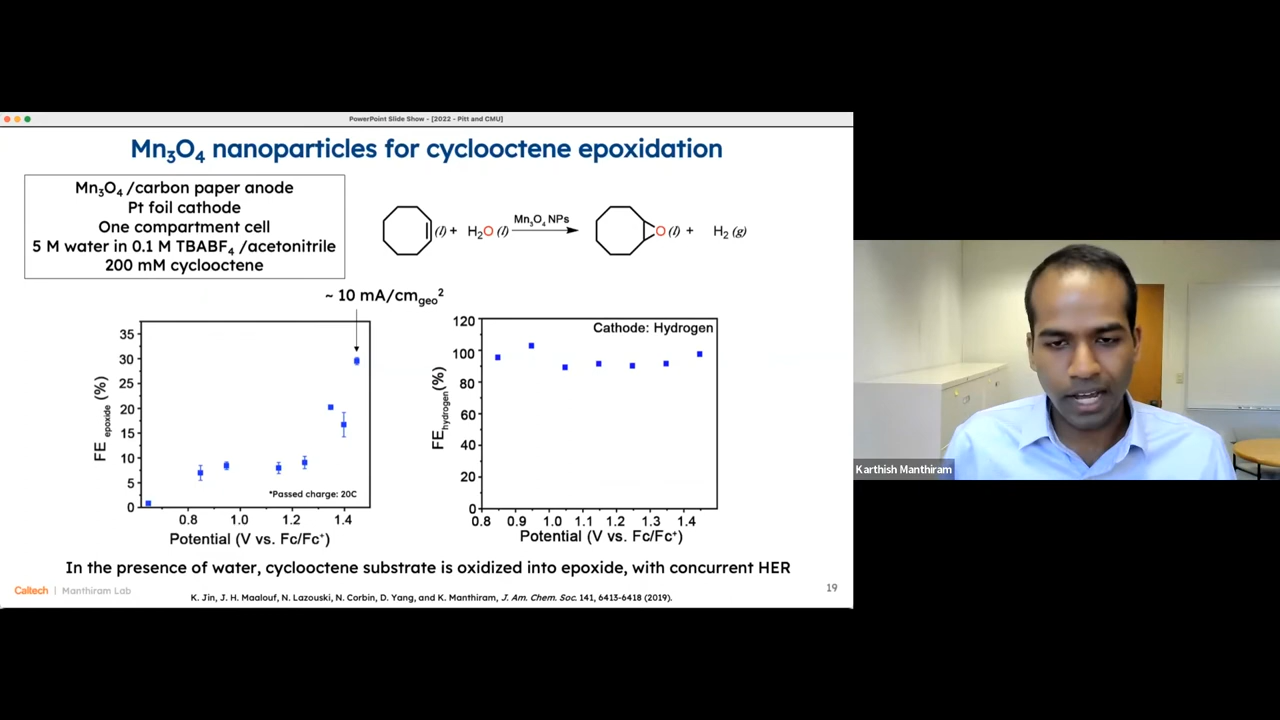 PowerPoint Slide Show - [2022 - Pitt and CMU]
Mn₃O₄ nanoparticles for cyclooctene epoxidation
Mn₃O₄ /carbon paper anode
Pt foil cathode
One compartment cell
5 M water in 0.1 M TBABF₄ /acetonitrile
200 mM cyclooctene
(l) + H₂O (l) Mn₃O₄ NPs O (l) + H₂ (g)
~ 10 mA/cm_geo²
FE epoxide (%)
35
30
25
20
15
10
5
0
*Passed charge: 20C
0.8 1.0 1.2 1.4
Potential (V vs. Fc/Fc⁺)
Cathode: Hydrogen
FE hydrogen (%)
120
100
80
60
40
20
0
0.8 0.9 1.0 1.1 1.2 1.3 1.4
Potential (V vs. Fc/Fc⁺)
In the presence of water, cyclooctene substrate is oxidized into epoxide, with concurrent HER
Caltech | Manthiram Lab
K. Jin, J. H. Maalouf, N. Lazouski, N. Corbin, D. Yang, and K. Manthiram, J. Am. Chem. Soc. 141, 6413-6418 (2019).
19
Karthish Manthiram